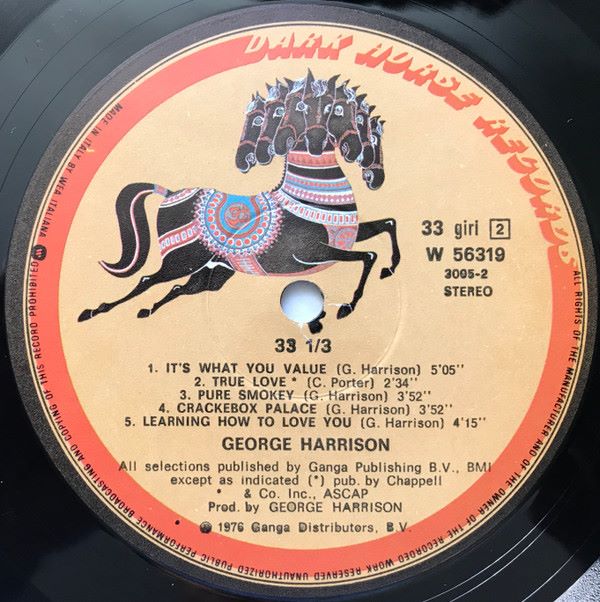 DARK HORSE RECORDS
MADE IN ITALY BY WEA ITALIANA
33 giri 2
W 56319
3005-2
STEREO
33 1/3
1. IT'S WHAT YOU VALUE (G. Harrison) 5'05''
2. TRUE LOVE * (C. Porter) 2'34''
3. PURE SMOKEY (G. Harrison) 3'52''
4. CRACKEBOX PALACE (G. Harrison) 3'52''
5. LEARNING HOW TO LOVE YOU (G. Harrison) 4'15''
GEORGE HARRISON
All selections published by Ganga Publishing B.V., BMI
except as indicated (*) pub. by Chappell
& Co. Inc., ASCAP
Prod. by GEORGE HARRISON
℗ 1976 Ganga Distributors, B.V.
ALL RIGHTS OF THE MANUFACTURER AND OF THE OWNER OF THE RECORDED WORK RESERVED UNAUTHORIZED PUBLIC PERFORMANCE BROADCASTING AND COPYING OF THIS RECORD PROHIBITED